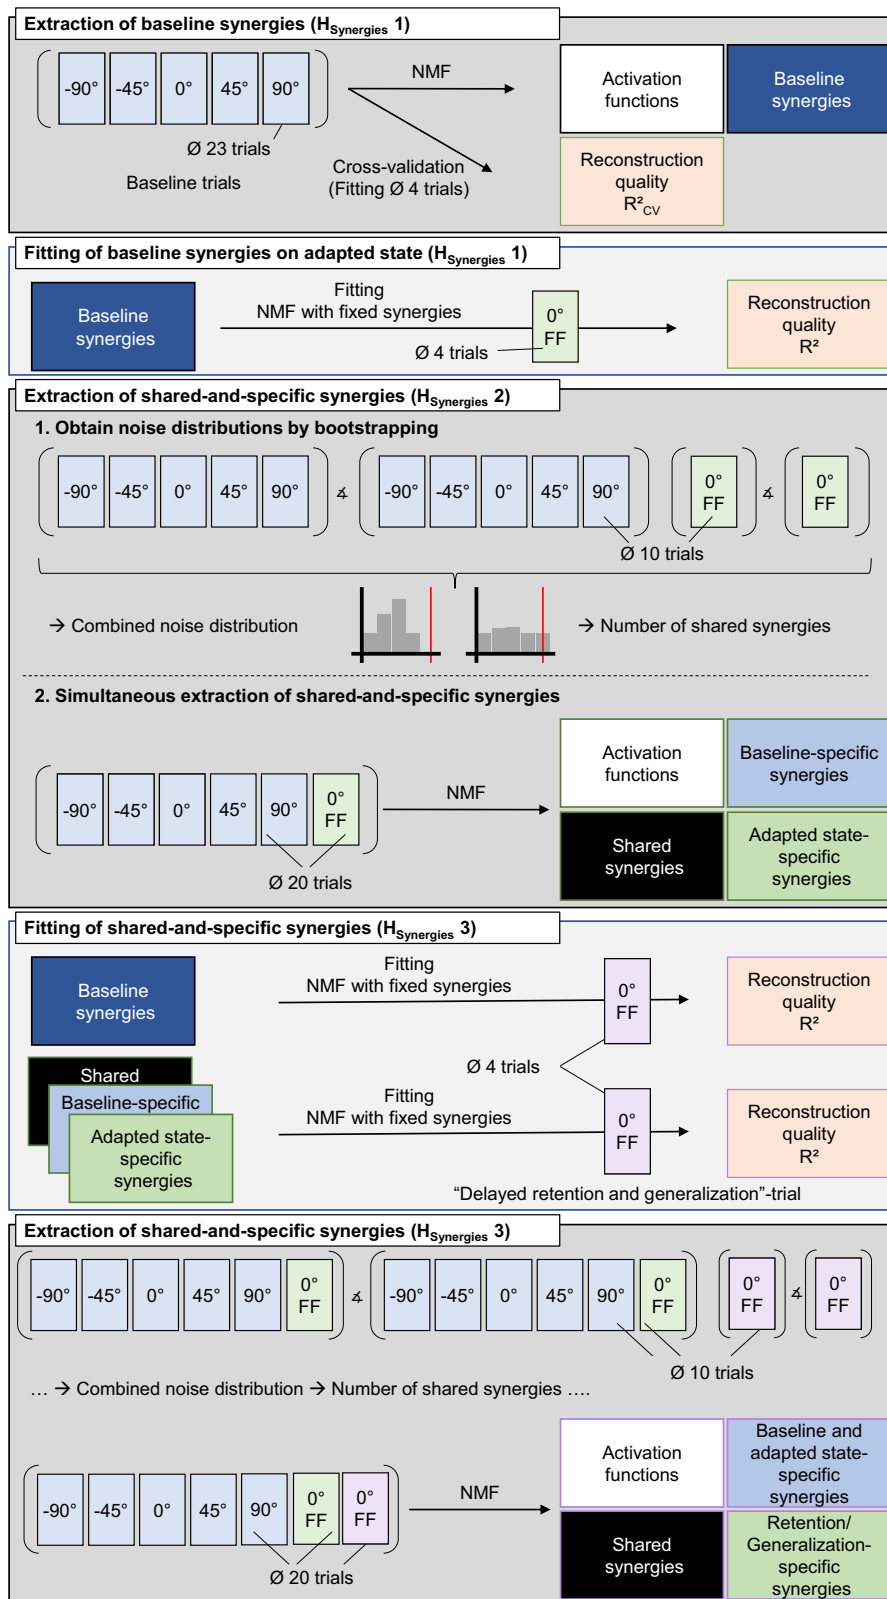 Extraction of baseline synergies (H_Synergies 1)
-90° -45° 0° 45° 90°
NMF
Activation
functions
Baseline
synergies
Ø 23 trials
Baseline trials
Cross-validation
(Fitting Ø 4 trials)
Reconstruction
quality
R²_CV
Fitting of baseline synergies on adapted state (H_Synergies 1)
Baseline
synergies
Fitting
NMF with fixed synergies
Ø 4 trials
0°
FF
Reconstruction
quality
R²
Extraction of shared-and-specific synergies (H_Synergies 2)
1. Obtain noise distributions by bootstrapping
-90° -45° 0° 45° 90° ∡ -90° -45° 0° 45° 90°
0°
FF
∡
0°
FF
Ø 10 trials
→ Combined noise distribution
→ Number of shared synergies
2. Simultaneous extraction of shared-and-specific synergies
-90° -45° 0° 45° 90°
0°
FF
Ø 20 trials
NMF
Activation
functions
Baseline-specific
synergies
Shared
synergies
Adapted state-
specific
synergies
Fitting of shared-and-specific synergies (H_Synergies 3)
Baseline
synergies
Fitting
NMF with fixed synergies
0°
FF
Reconstruction
quality
R²
Ø 4 trials
Shared
Baseline-specific
Adapted state-
specific
synergies
Fitting
NMF with fixed synergies
0°
FF
Reconstruction
quality
R²
“Delayed retention and generalization”-trial
Extraction of shared-and-specific synergies (H_Synergies 3)
-90° -45° 0° 45° 90°
0°
FF
∡
-90° -45° 0° 45° 90°
0°
FF
0°
FF
∡
0°
FF
Ø 10 trials
… → Combined noise distribution → Number of shared synergies ….
-90° -45° 0° 45° 90°
0°
FF
0°
FF
Ø 20 trials
NMF
Activation
functions
Baseline and
adapted state-
specific
synergies
Shared
synergies
Retention/
Generalization-
specific
synergies